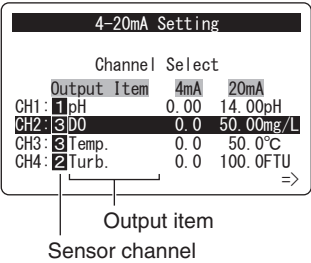 4-20mA Setting
Channel Select
Output Item 4mA 20mA
CH1: 1 pH 0.00 14.00pH
CH2: 3 DO 0.0 50.00mg/L
CH3: 3 Temp. 0.0 50.0℃
CH4: 2 Turb. 0.0 100.0FTU
=>
Output item
Sensor channel